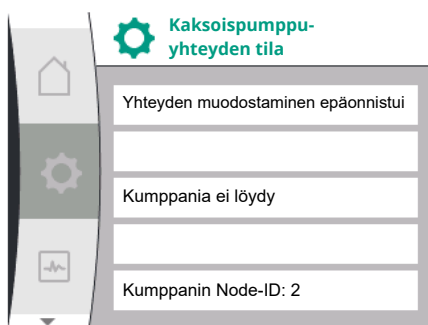 Kaksoispumppu-
yhteyden tila
Yhteyden muodostaminen epäonnistui
Kumppania ei löydy
Kumppanin Node-ID: 2